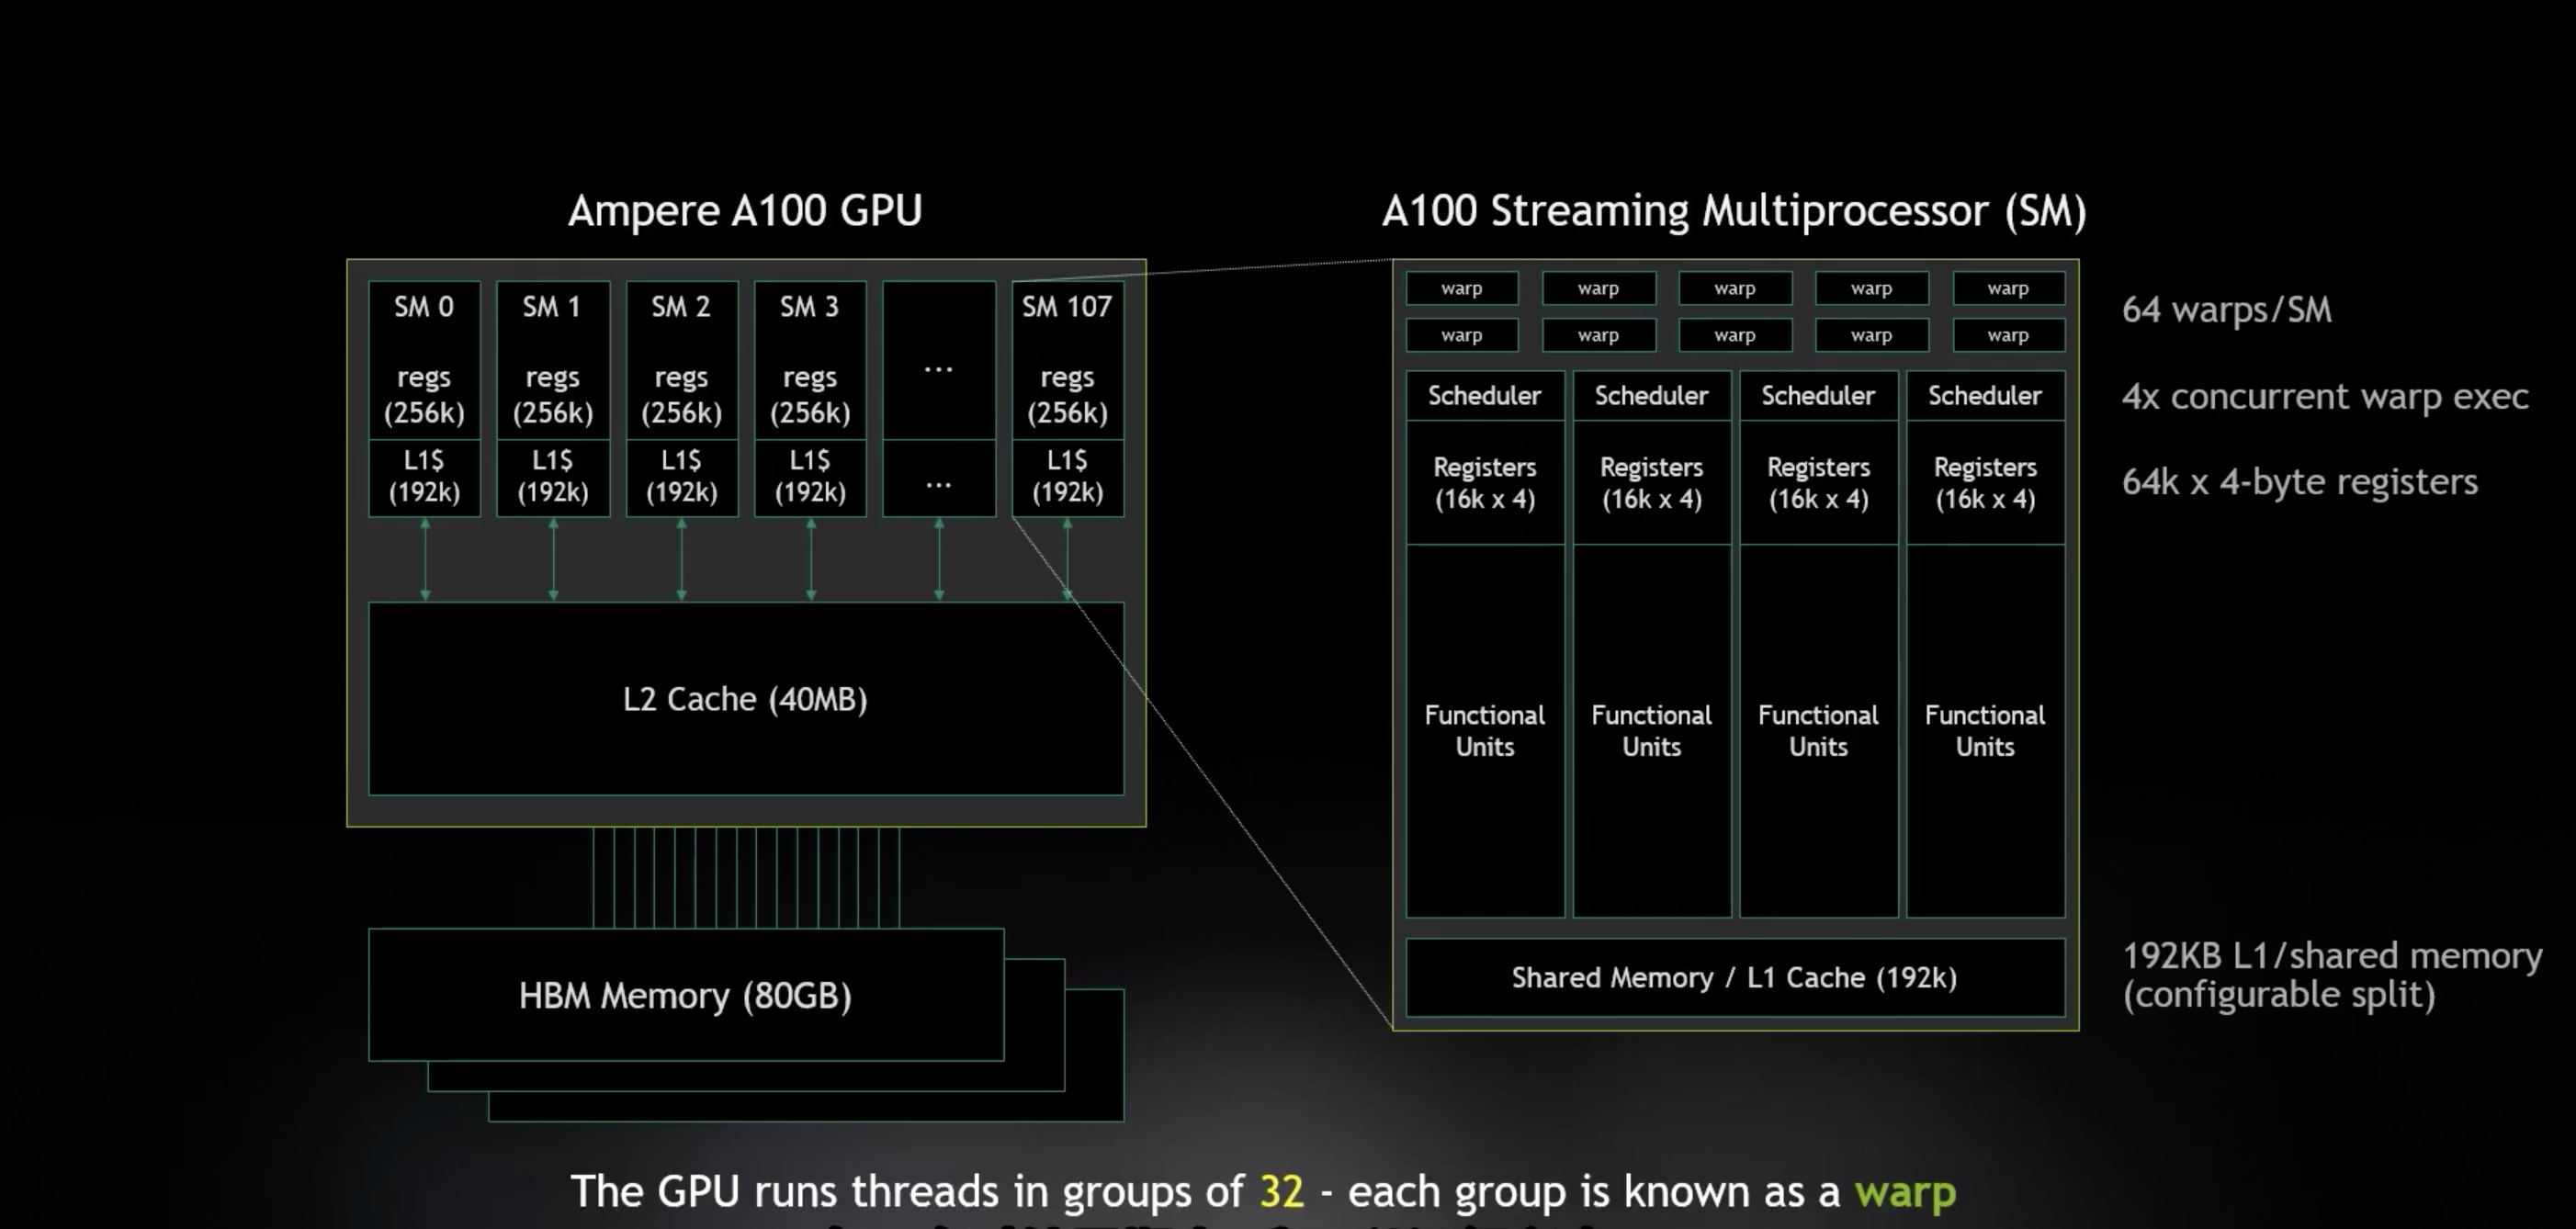 Ampere A100 GPU
SM 0
regs
(256k)
L1$
(192k)
SM 1
regs
(256k)
L1$
(192k)
SM 2
regs
(256k)
L1$
(192k)
SM 3
regs
(256k)
L1$
(192k)
...
...
SM 107
regs
(256k)
L1$
(192k)
L2 Cache (40MB)
HBM Memory (80GB)
A100 Streaming Multiprocessor (SM)
warp warp warp warp warp
warp warp warp warp warp
64 warps/SM
Scheduler Scheduler Scheduler Scheduler
4x concurrent warp exec
Registers
(16k x 4)
Registers
(16k x 4)
Registers
(16k x 4)
Registers
(16k x 4)
64k x 4-byte registers
Functional
Units
Functional
Units
Functional
Units
Functional
Units
Shared Memory / L1 Cache (192k)
192KB L1/shared memory
(configurable split)
The GPU runs threads in groups of 32 - each group is known as a warp